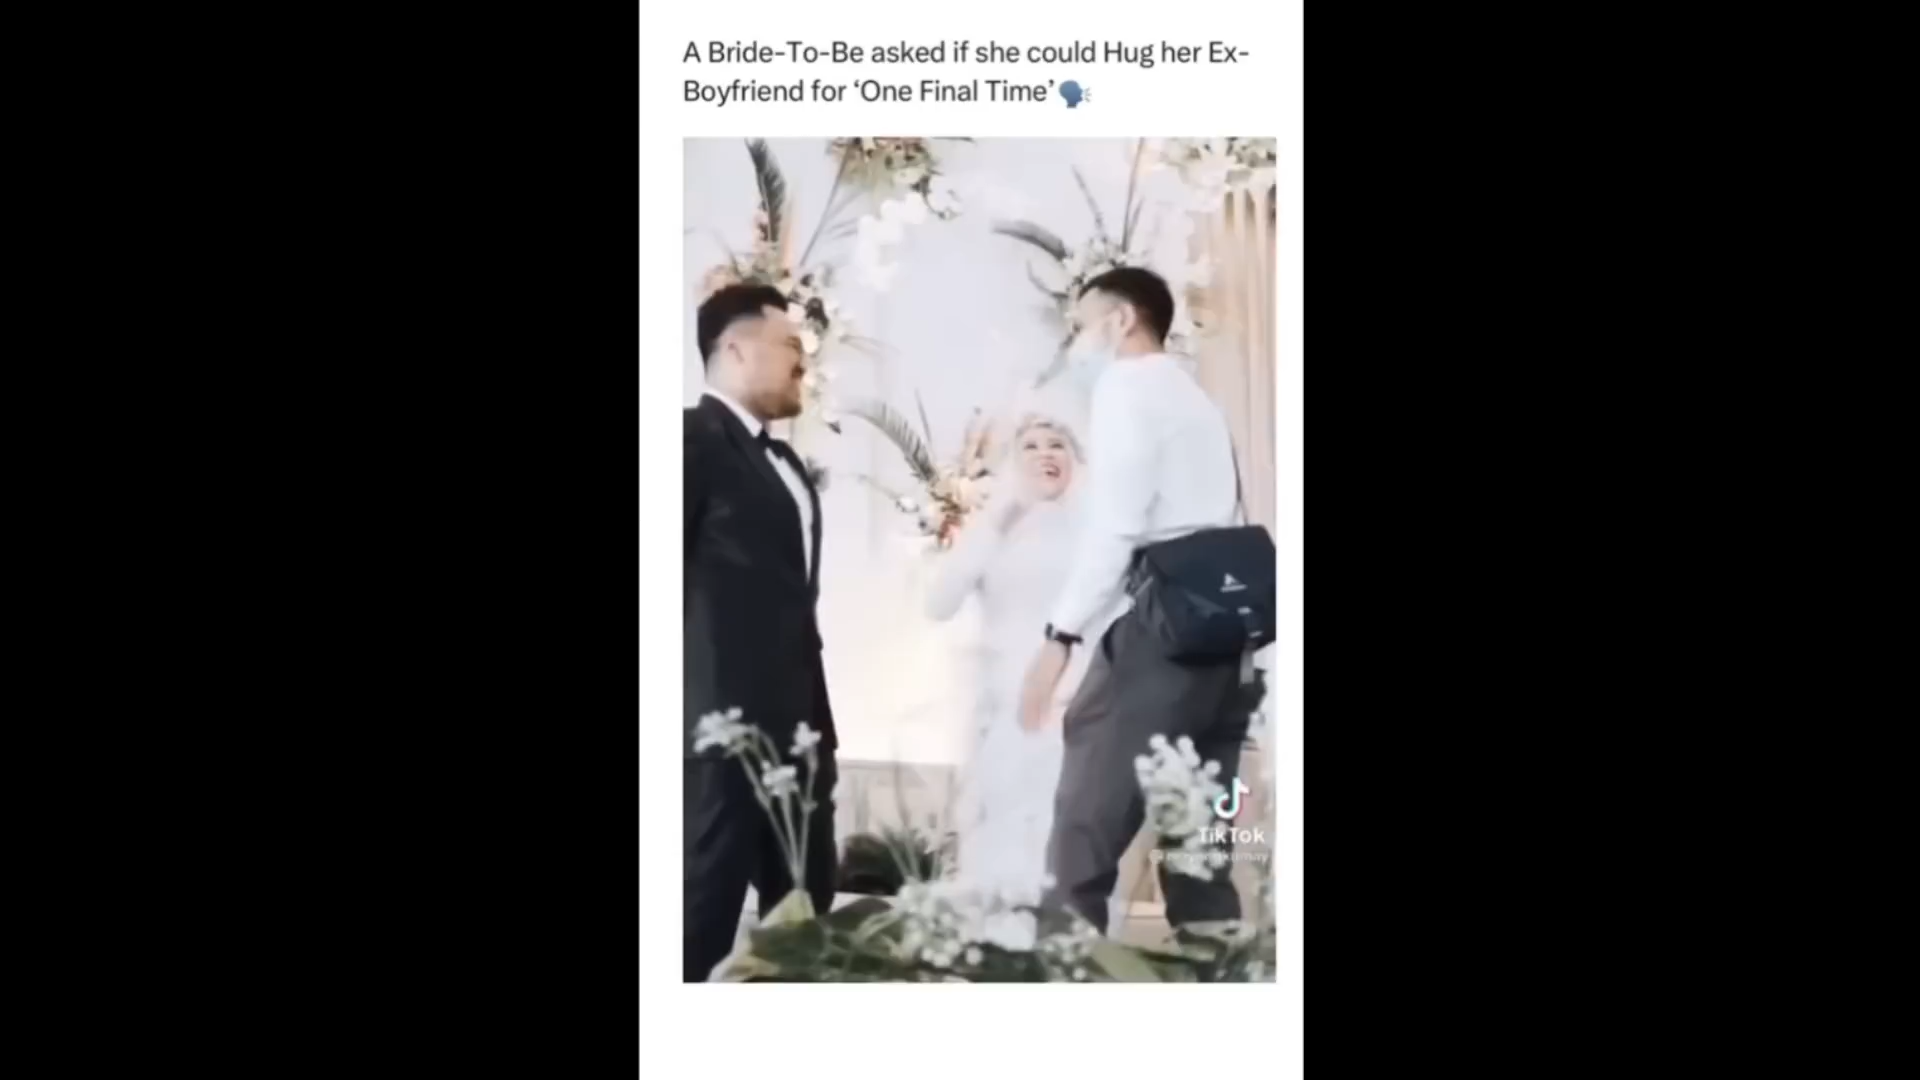 A Bride-To-Be asked if she could Hug her Ex-
Boyfriend for ‘One Final Time’🗣️
TikTok